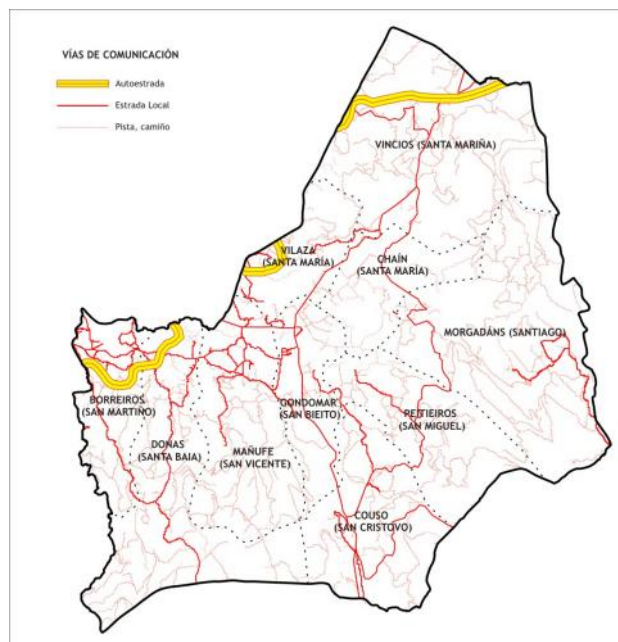 VÍAS DE COMUNICACIÓN
Autoestrada
Estrada Local
Pista, camiño
VINCIOS (SANTA MARIÑA)
VILAZA
(SANTA MARÍA)
CHAÍN
(SANTA MARÍA)
MORGADÁNS (SANTIAGO)
BORREIROS
(SAN MARTIÑO)
GONDOMAR
(SAN BIEITO)
PEITIEIROS
(SAN MIGUEL)
DONAS
(SANTA BAIA)
MAÑUFE
(SAN VICENTE)
COUSO
(SAN CRISTOVO)